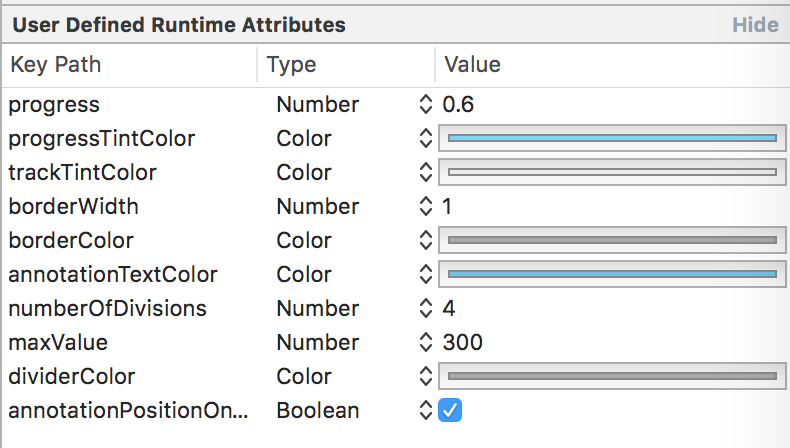 User Defined Runtime Attributes Hide
Key Path Type Value
progress Number 0.6
progressTintColor Color
trackTintColor Color
borderWidth Number 1
borderColor Color
annotationTextColor Color
numberOfDivisions Number 4
maxValue Number 300
dividerColor Color
annotationPositionOn... Boolean